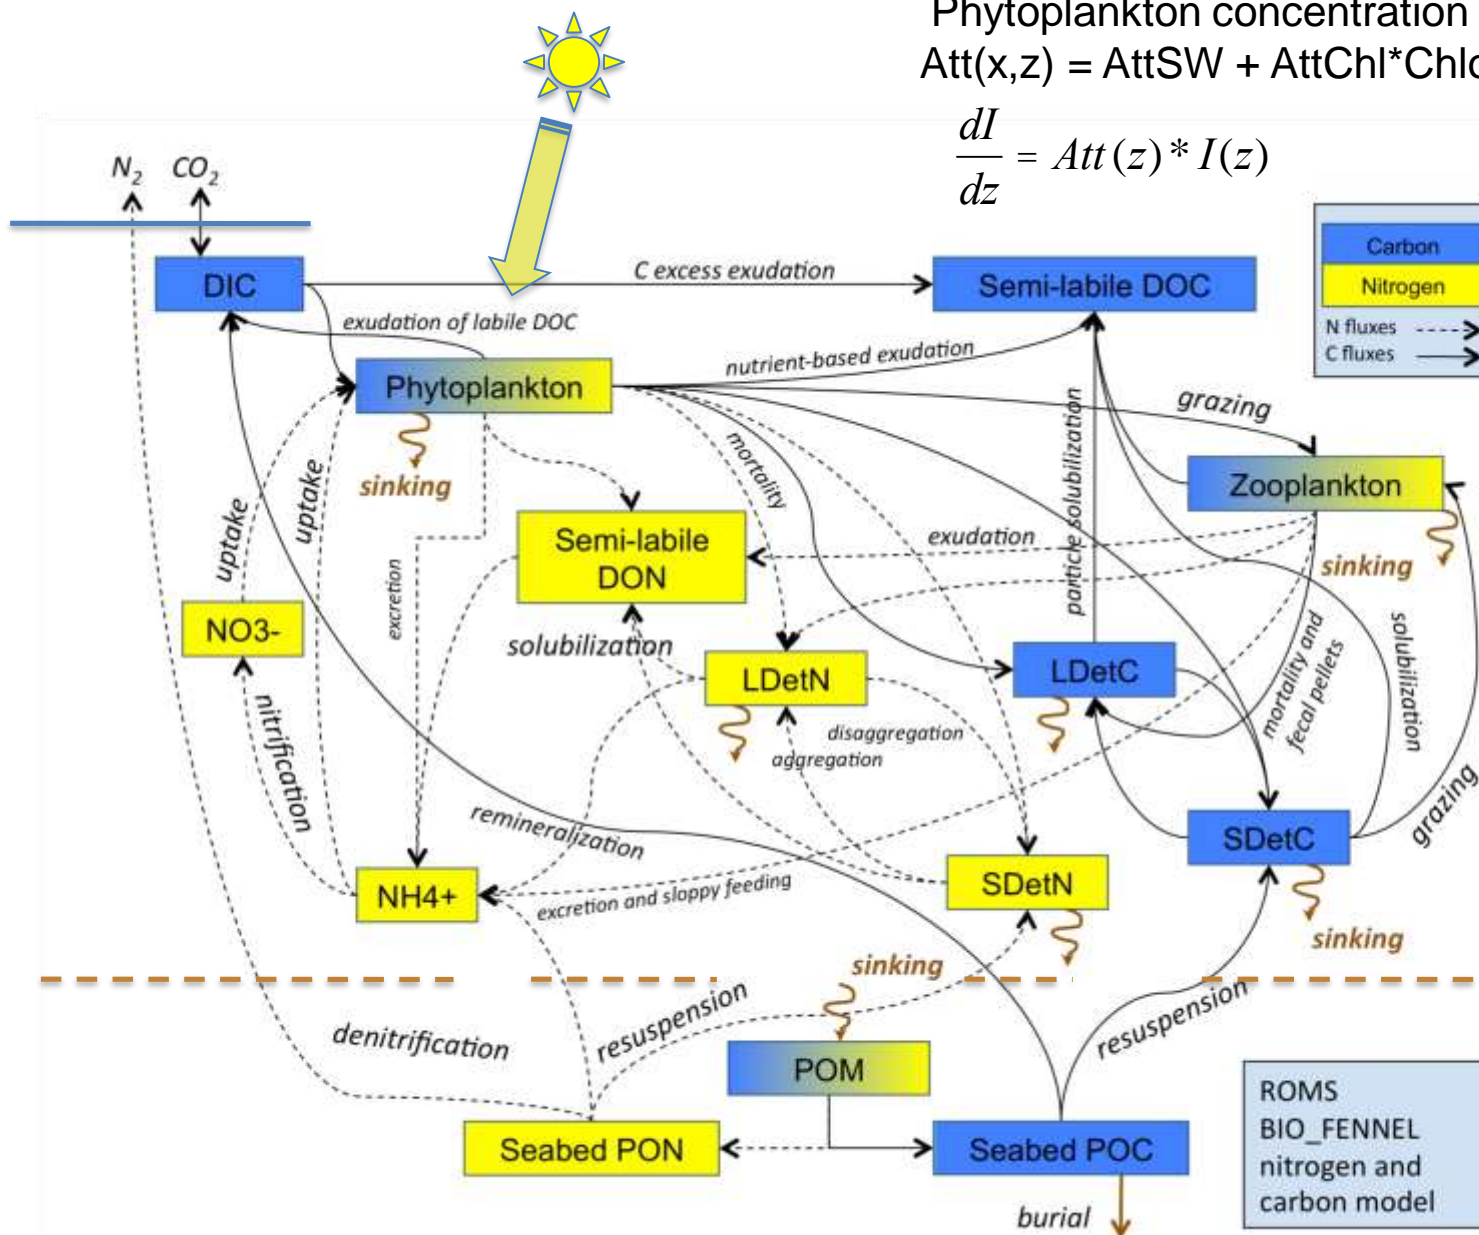 Phytoplankton concentration
Att(x,z) = AttSW + AttChl*Chlo
dI
dz
= Att (z) * I(z)
N2
CO2
Carbon
Nitrogen
N fluxes
C fluxes
DIC
C excess exudation
Semi-labile DOC
exudation of labile DOC
Phytoplankton
nutrient-based exudation
grazing
sinking
mortality
particle solubilization
Zooplankton
sinking
uptake
uptake
Semi-labile
DON
exudation
excretion
NO3-
solubilization
LDetN
LDetC
mortality and
fecal pellets
solubilization
nitrification
disaggregation
aggregation
remineralization
grazing
NH4+
excretion and sloppy feeding
SDetN
SDetC
sinking
sinking
denitrification
resuspension
resuspension
POM
Seabed PON
Seabed POC
burial
ROMS
BIO_FENNEL
nitrogen and
carbon model